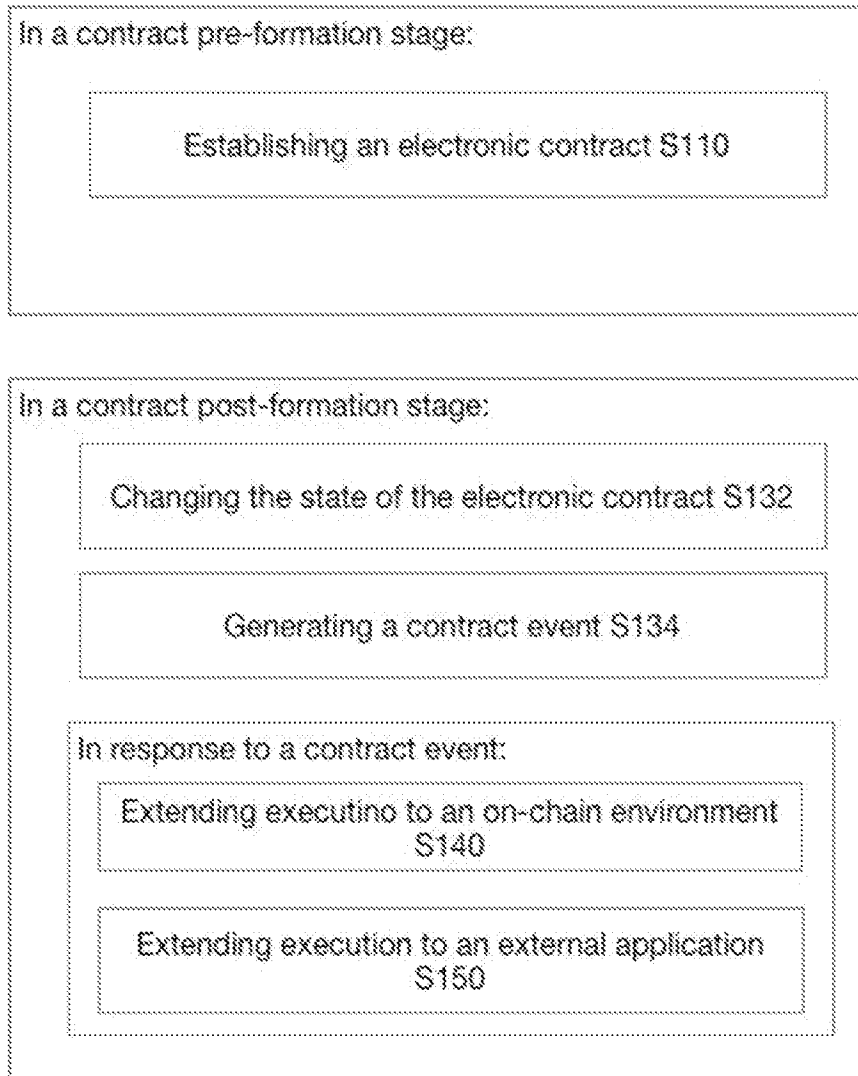 In a contract pre-formation stage:
Establishing an electronic contract S110
In a contract post-formation stage:
Changing the state of the electronic contract S132
Generating a contract event S134
In response to a contract event:
Extending executino to an on-chain environment
S140
Extending execution to an external application
S150